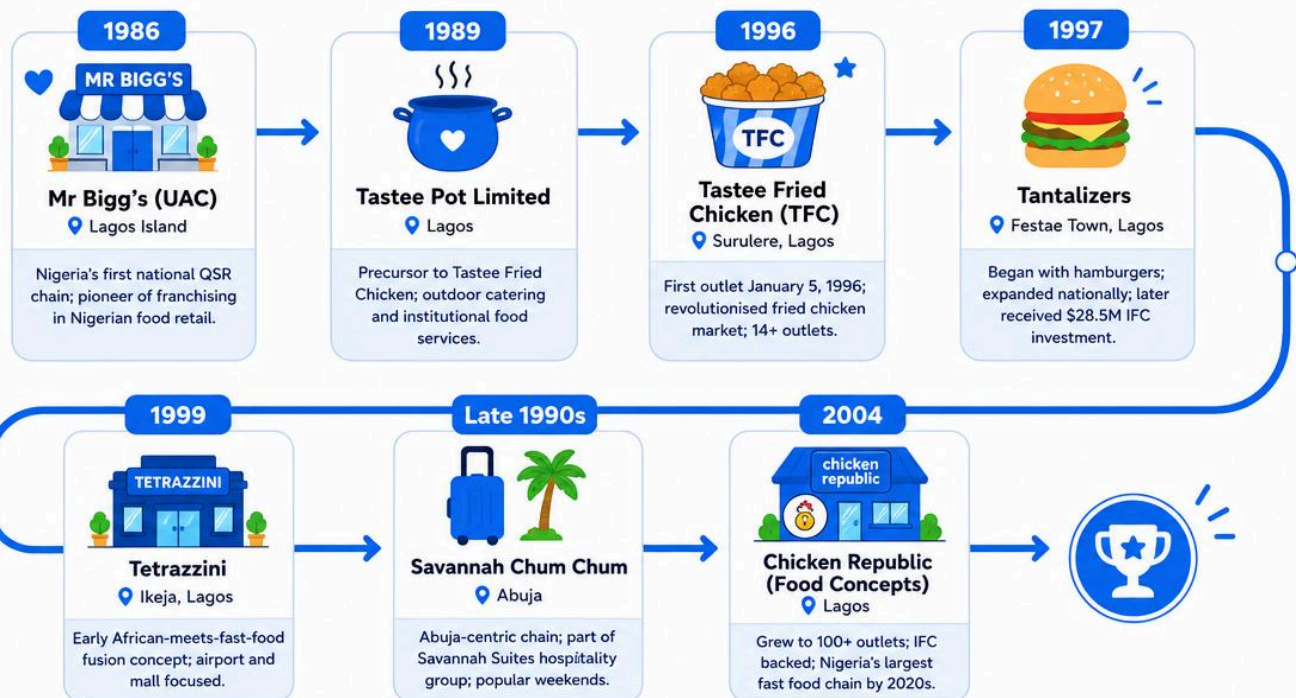 1986
MR BIGG'S
Mr Bigg's (UAC)
Lagos Island
Nigeria's first national QSR
chain; pioneer of franchising
in Nigerian food retail.
1989
Tastee Pot Limited
Lagos
Precursor to Tastee Fried
Chicken; outdoor catering
and institutional food
services.
1996
TFC
Tastee Fried
Chicken (TFC)
Surulere, Lagos
First outlet January 5, 1996;
revolutionised fried chicken
market; 14+ outlets.
1997
Tantalizers
Festae Town, Lagos
Began with hamburgers;
expanded nationally; later
received $28.5M IFC
investment.
1999
TETRAZZINI
Tetrazzini
Ikeja, Lagos
Early African-meets-fast-food
fusion concept; airport and
mall focused.
Late 1990s
Savannah Chum Chum
Abuja
Abuja-centric chain; part of
Savannah Suites hospitality
group; popular weekends.
2004
chicken
republic
Chicken Republic
(Food Concepts)
Lagos
Grew to 100+ outlets; IFC
backed; Nigeria's largest
fast food chain by 2020s.